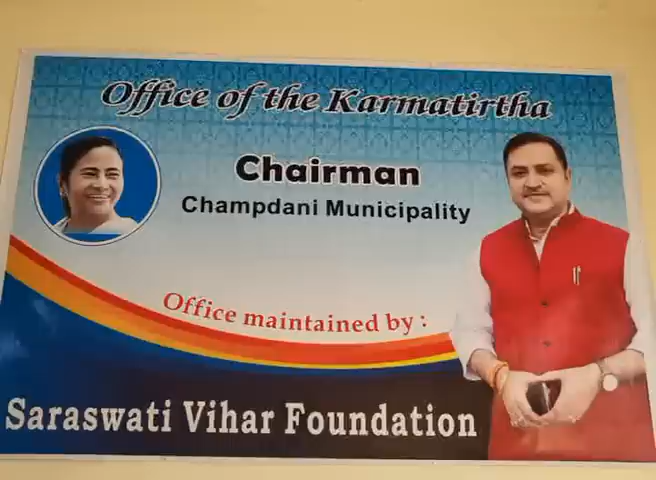 Office of the Karmatirtha
Chairman
Champdani Municipality
Office maintained by :
Saraswati Vihar Foundation